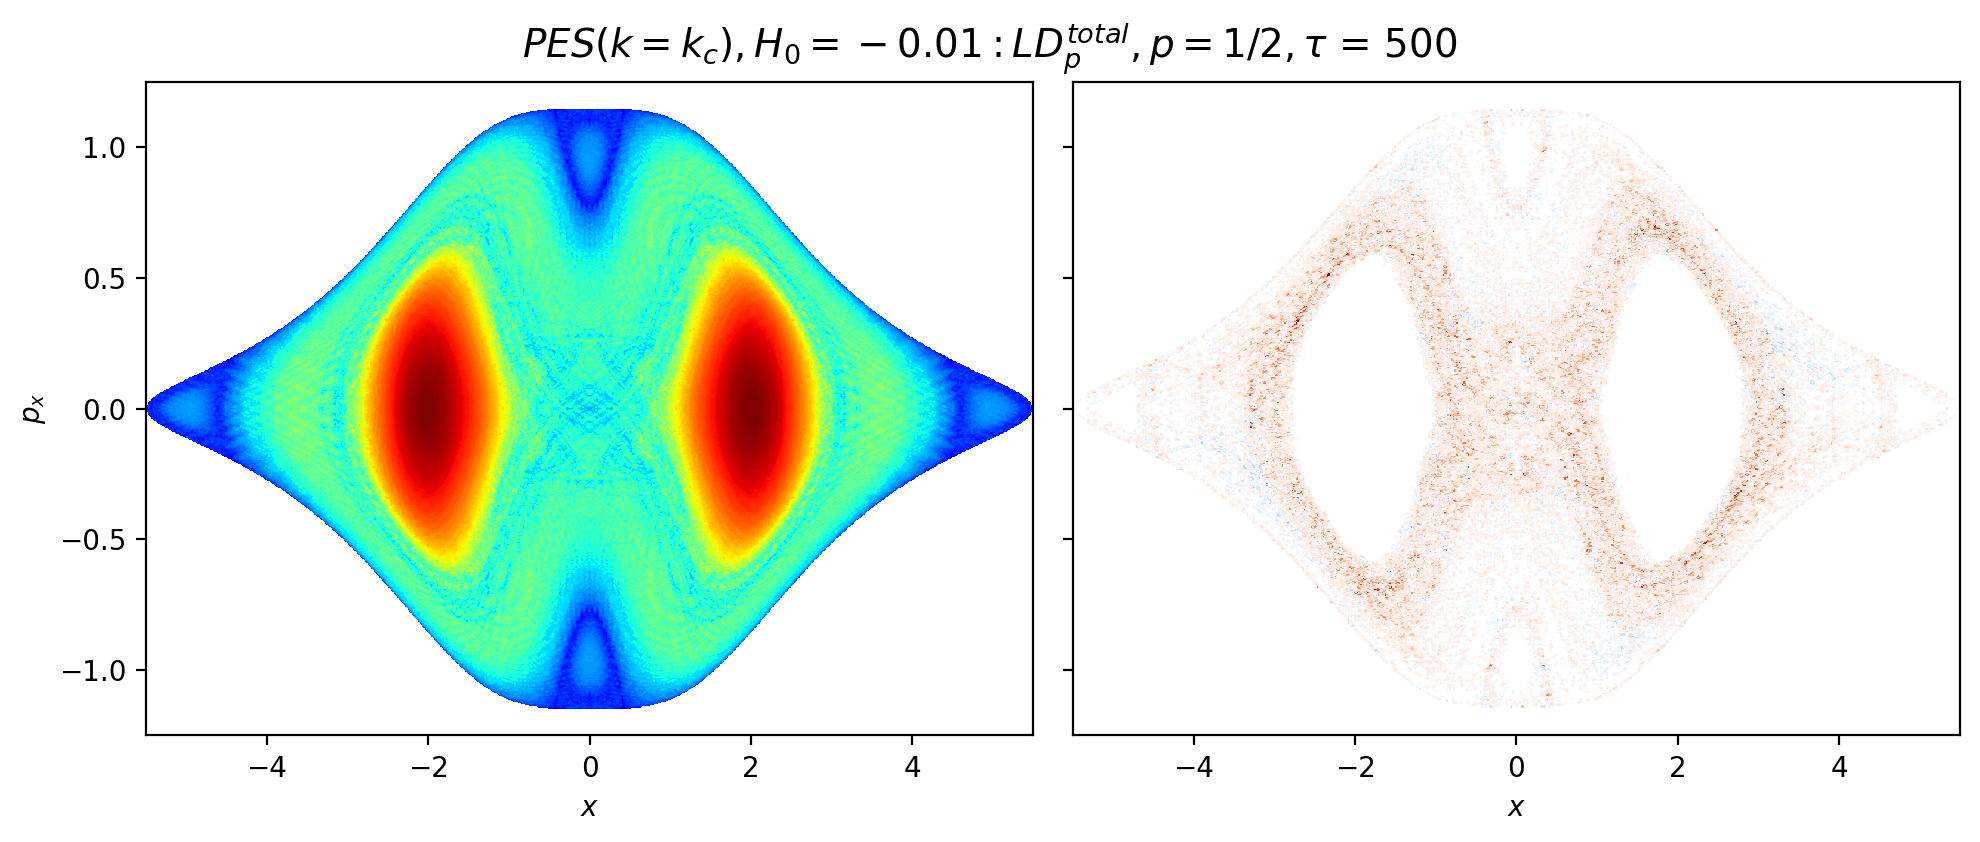 PES(k = k_c), H_0 = −0.01 : LD_p^{total}, p = 1/2, τ = 500
1.0
0.5
0.0
−0.5
−1.0
p_x
−4 −2 0 2 4
x
−4 −2 0 2 4
x